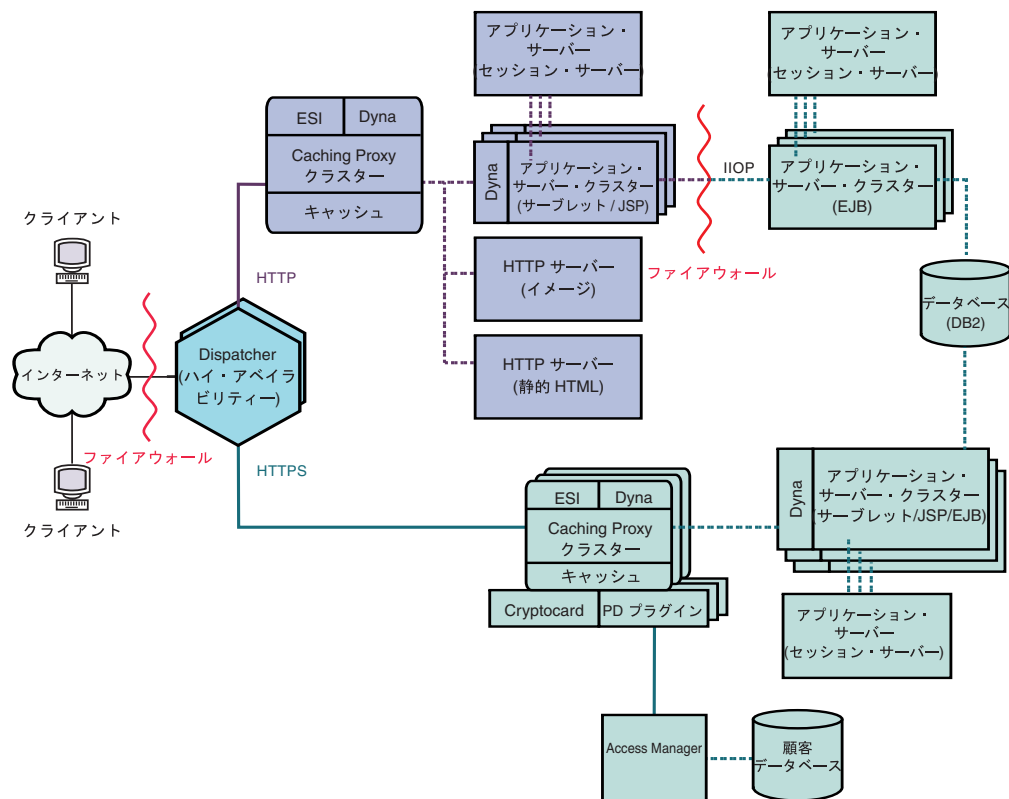 アプリケーション・
サーバー
(セッション・サーバー)
アプリケーション・
サーバー
(セッション・サーバー)
ESI
Dyna
Caching Proxy
クラスター
キャッシュ
Dyna
アプリケーション・
サーバー・クラスター
(サーブレット / JSP)
IIOP
アプリケーション・
サーバー・クラスター
(EJB)
クライアント
HTTP
HTTP サーバー
(イメージ)
ファイアウォール
データベース
(DB2)
インターネット
Dispatcher
(ハイ・アベイラ
ビリティー)
HTTP サーバー
(静的 HTML)
ファイアウォール
HTTPS
クライアント
ESI
Dyna
Caching Proxy
クラスター
キャッシュ
Cryptocard
PD プラグイン
Dyna
アプリケーション・
サーバー・クラスター
(サーブレット/JSP/EJB)
アプリケーション・
サーバー
(セッション・サーバー)
Access Manager
顧客
データベース